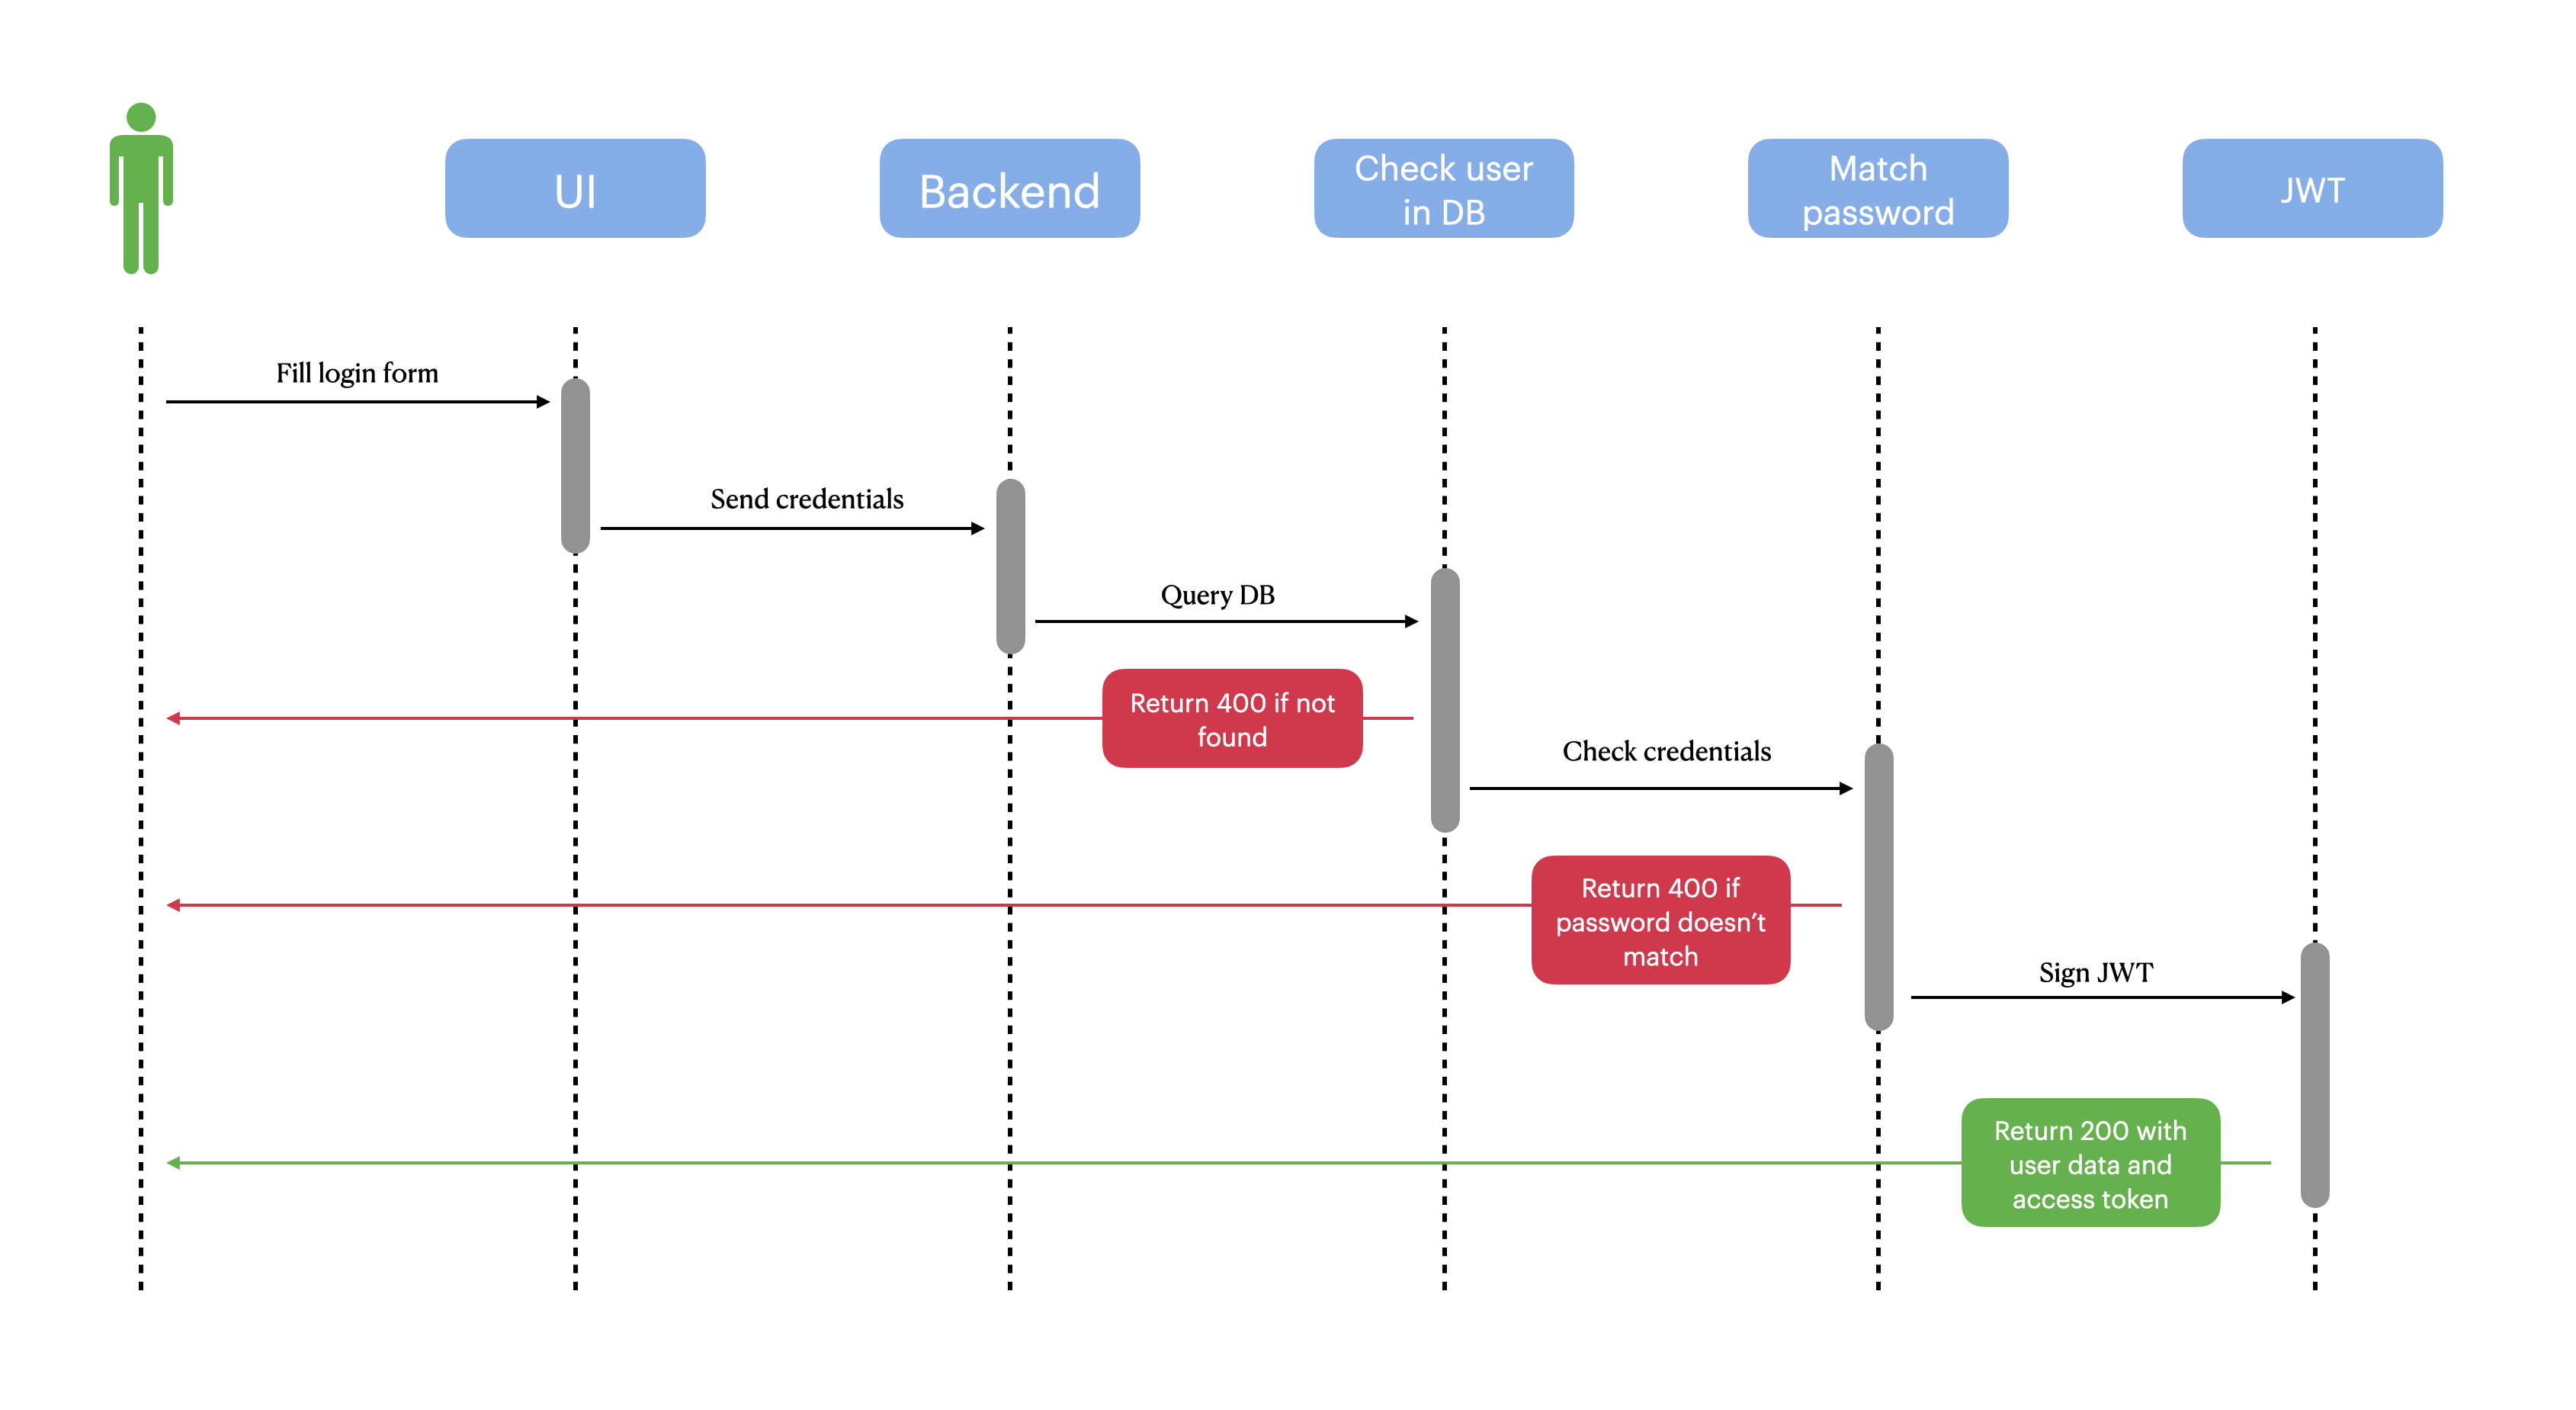 UI
Backend
Check user
in DB
Match
password
JWT
Fill login form
Send credentials
Query DB
Return 400 if not
found
Check credentials
Return 400 if
password doesn’t
match
Sign JWT
Return 200 with
user data and
access token